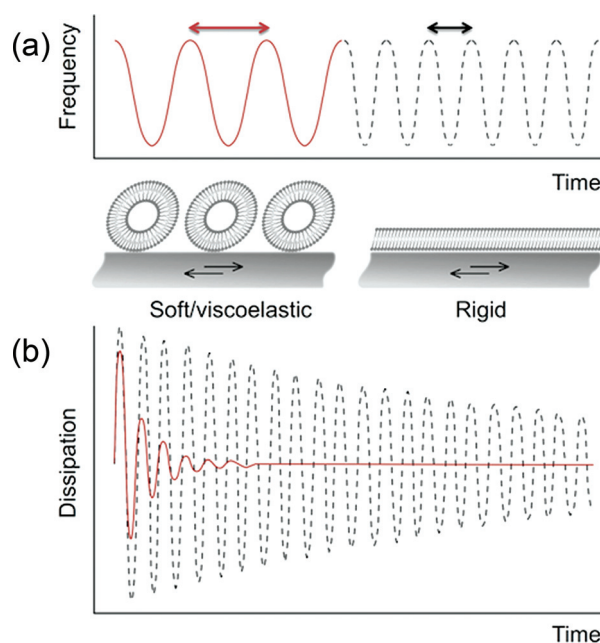 (a)
Frequency
Time
Soft/viscoelastic
Rigid
(b)
Dissipation
Time